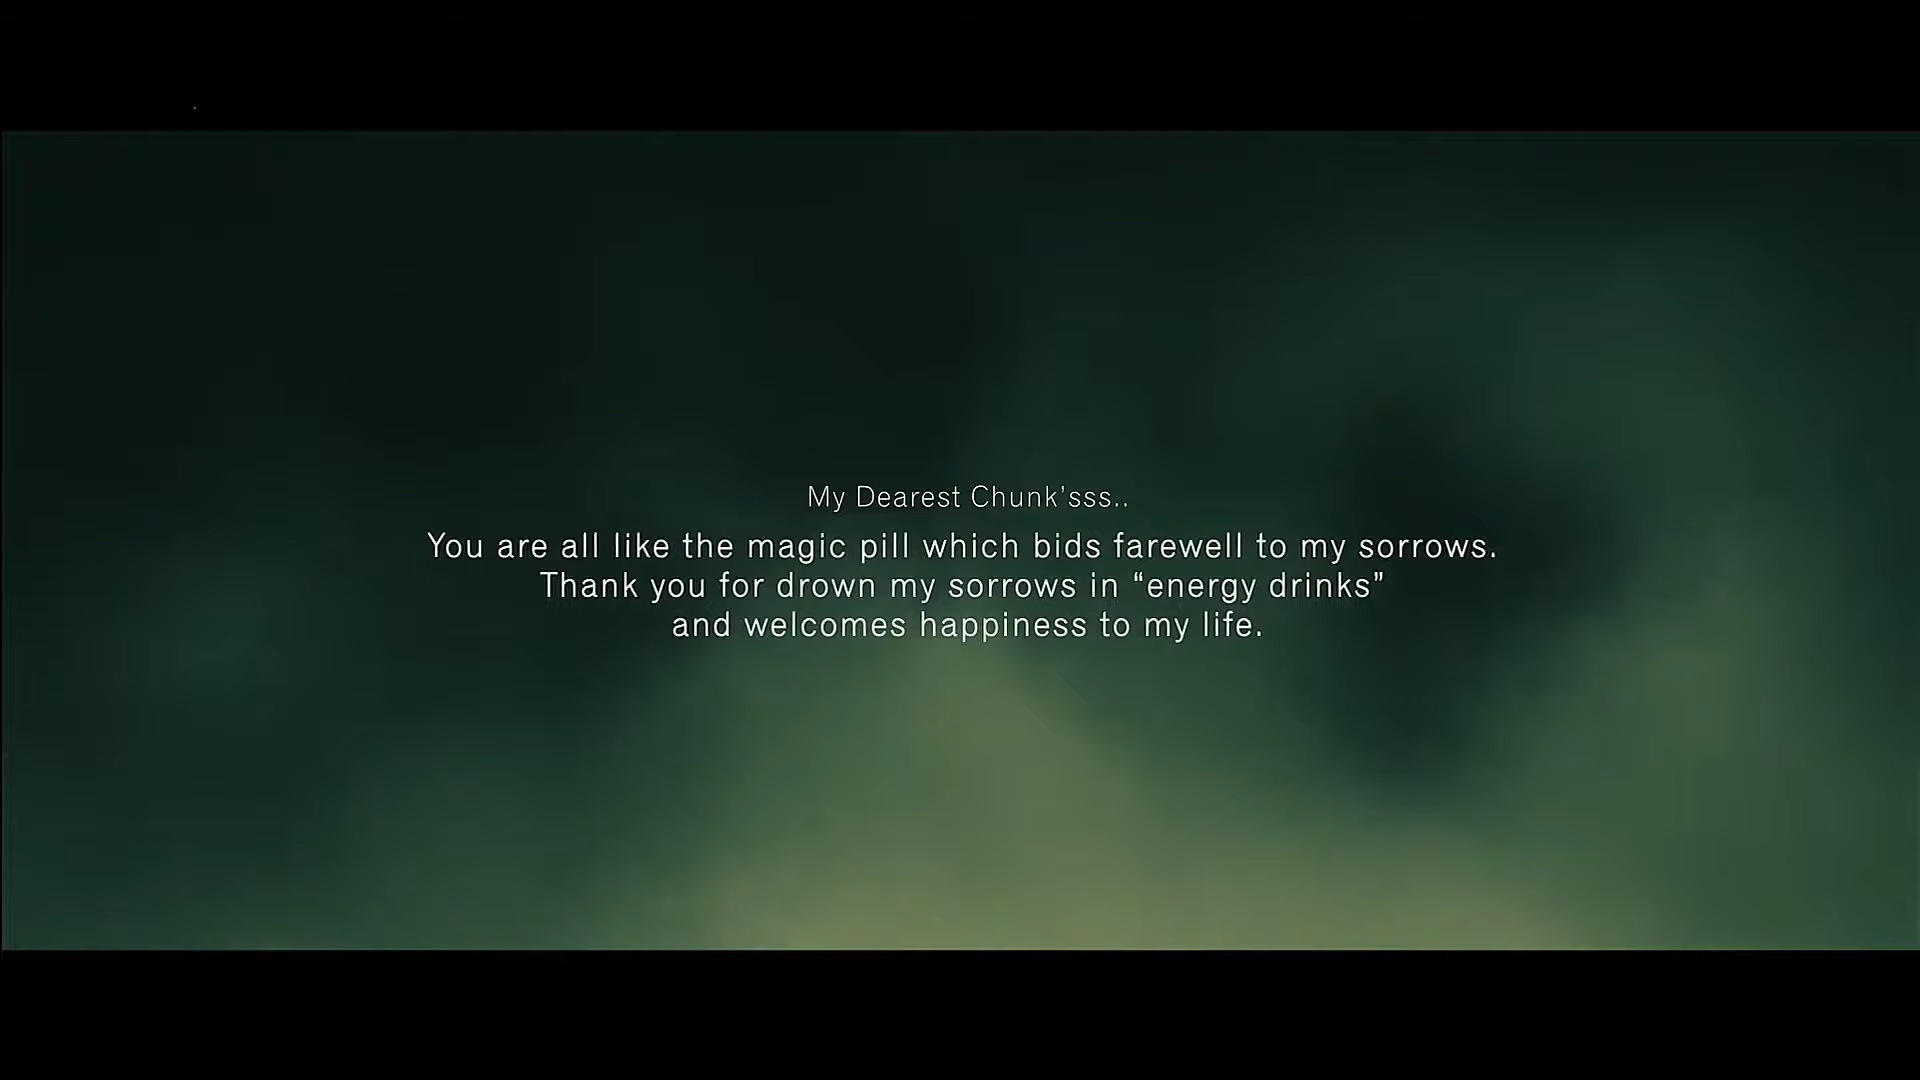 My Dearest Chunk'sss..
You are all like the magic pill which bids farewell to my sorrows.
Thank you for drown my sorrows in “energy drinks”
and welcomes happiness to my life.